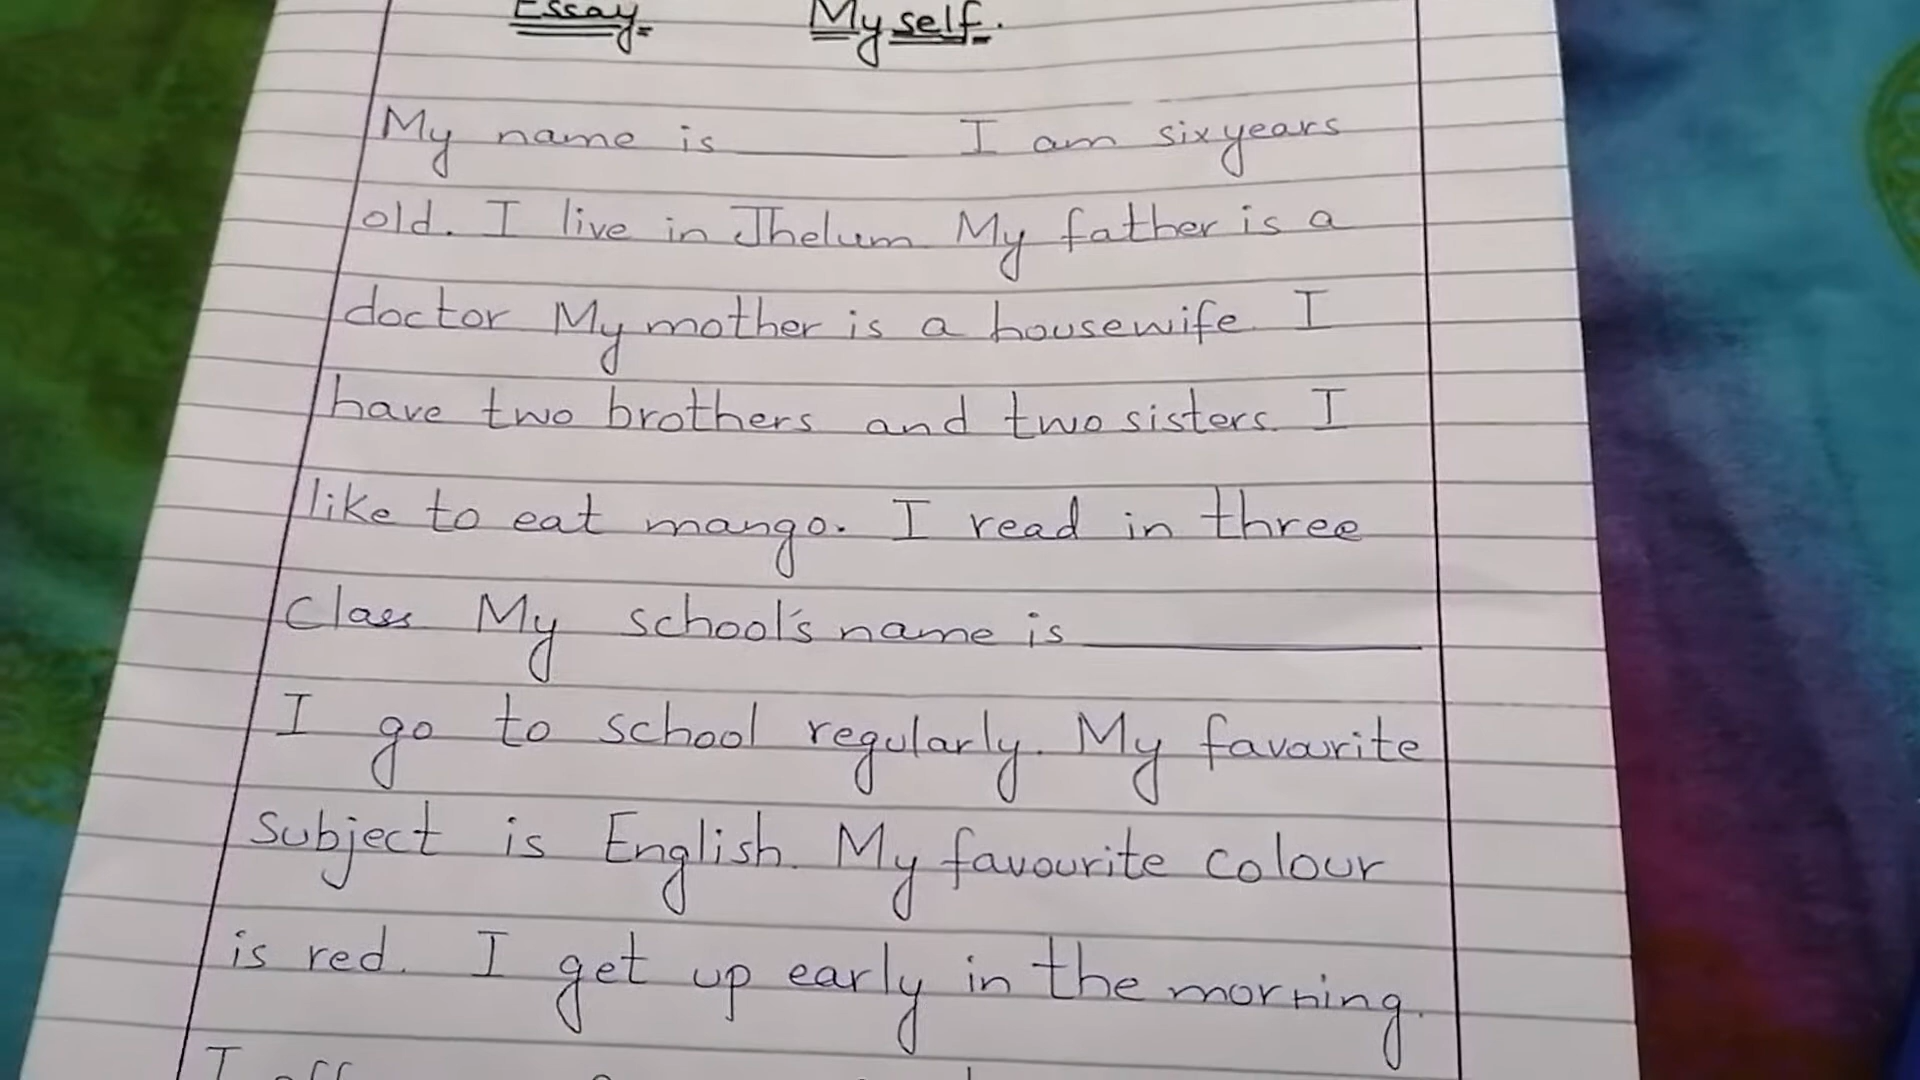 Essay. My self.
My name is ______ I am six years
old. I live in Jhelum My father is a
doctor My mother is a housewife. I
have two brothers and two sisters. I
like to eat mango. I read in three
Class My school's name is ______
I go to school regularly. My favourite
Subject is English. My favourite colour
is red. I get up early in the morning.
I